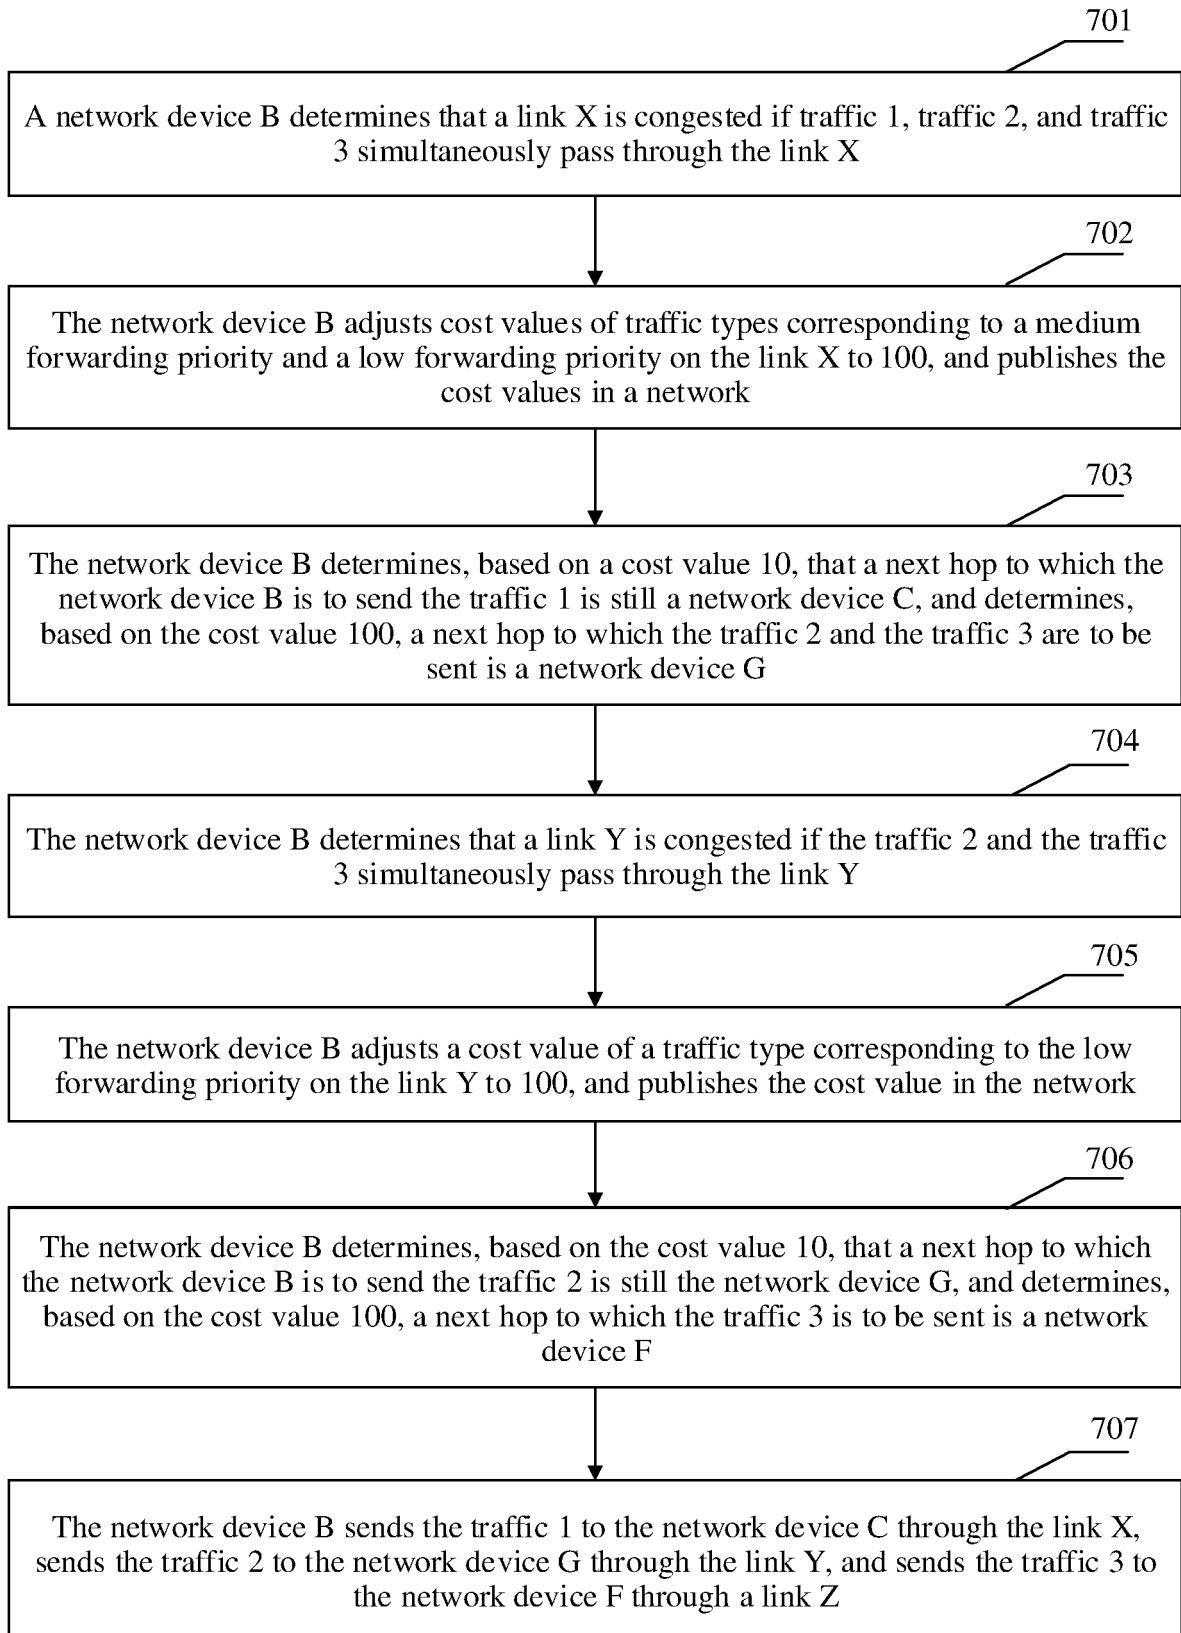 701
A network device B determines that a link X is congested if traffic 1, traffic 2, and traffic
3 simultaneously pass through the link X
702
The network device B adjusts cost values of traffic types corresponding to a medium
forwarding priority and a low forwarding priority on the link X to 100, and publishes the
cost values in a network
703
The network device B determines, based on a cost value 10, that a next hop to which the
network device B is to send the traffic 1 is still a network device C, and determines,
based on the cost value 100, a next hop to which the traffic 2 and the traffic 3 are to be
sent is a network device G
704
The network device B determines that a link Y is congested if the traffic 2 and the traffic
3 simultaneously pass through the link Y
705
The network device B adjusts a cost value of a traffic type corresponding to the low
forwarding priority on the link Y to 100, and publishes the cost value in the network
706
The network device B determines, based on the cost value 10, that a next hop to which
the network device B is to send the traffic 2 is still the network device G, and determines,
based on the cost value 100, a next hop to which the traffic 3 is to be sent is a network
device F
707
The network device B sends the traffic 1 to the network device C through the link X,
sends the traffic 2 to the network device G through the link Y, and sends the traffic 3 to
the network device F through a link Z